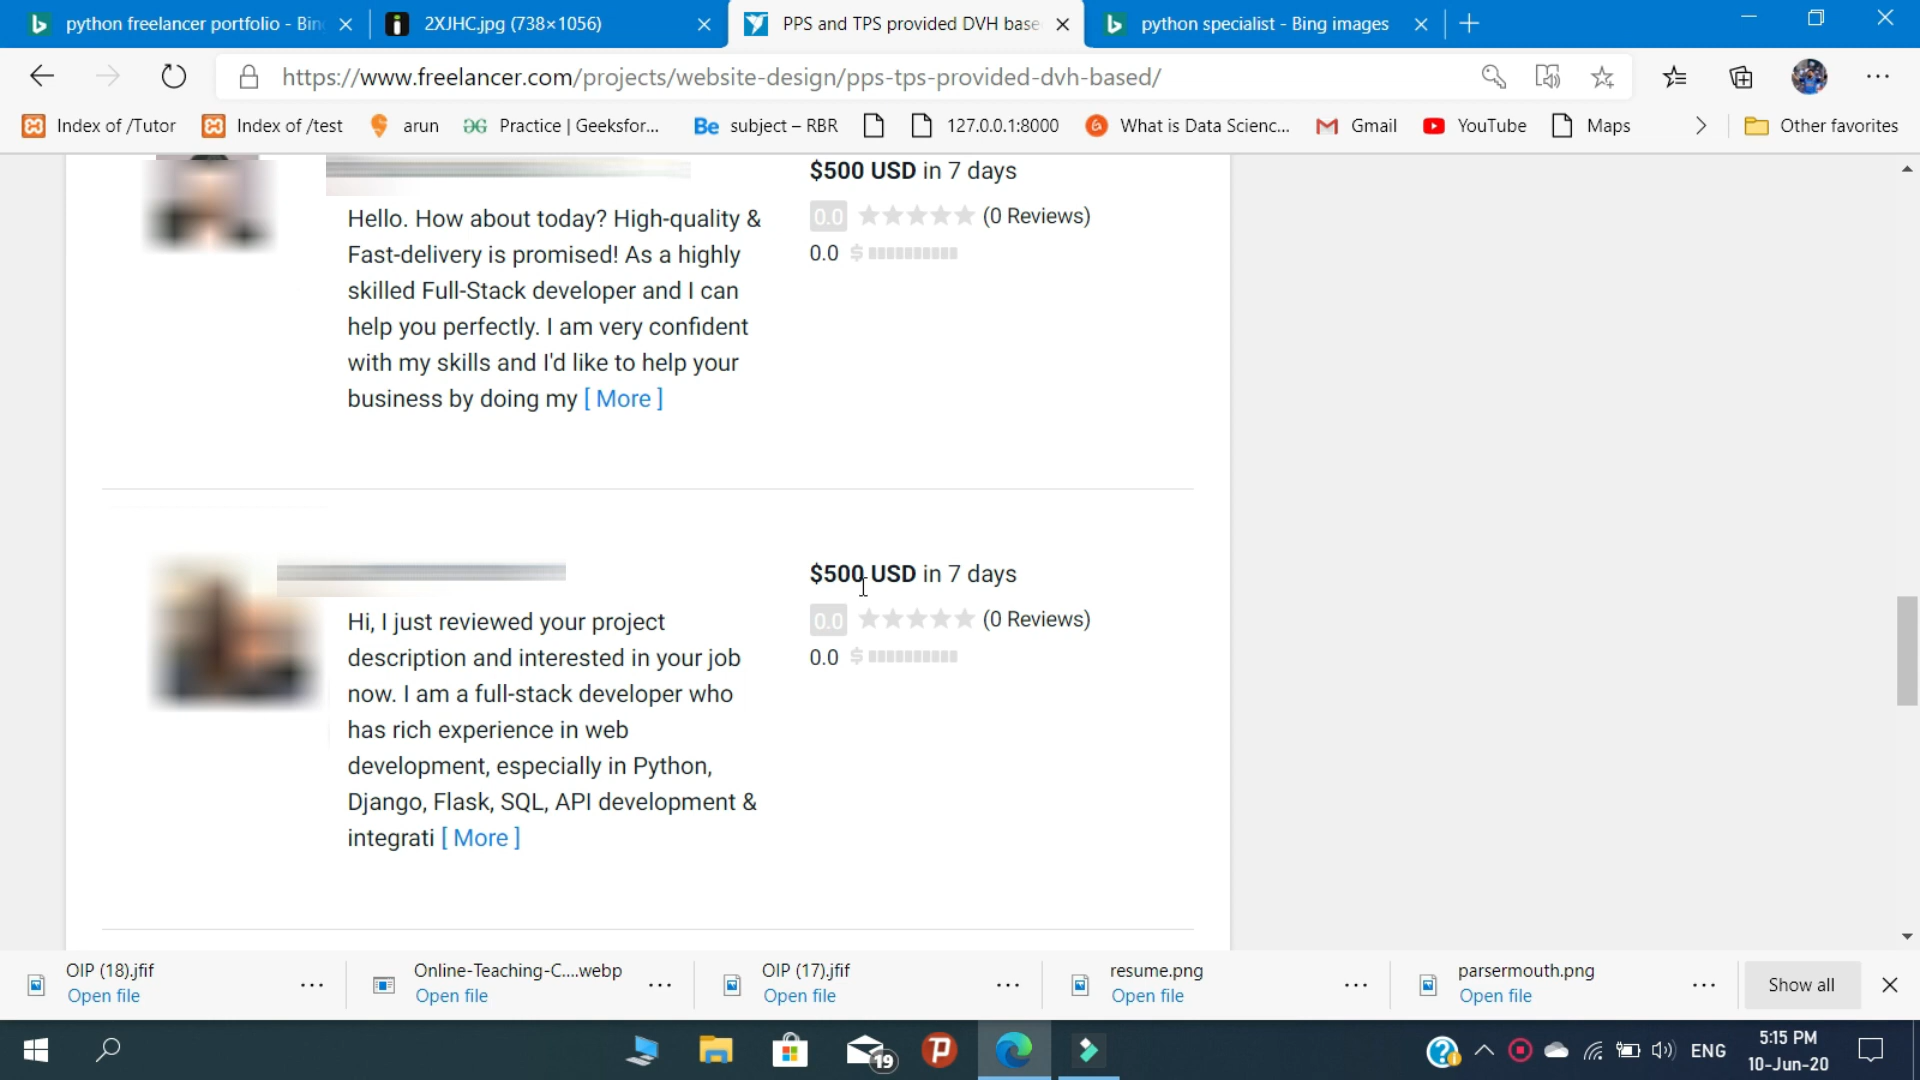 python freelancer portfolio - Bin
2XJHC.jpg (738×1056)
PPS and TPS provided DVH base
python specialist - Bing images
https://www.freelancer.com/projects/website-design/pps-tps-provided-dvh-based/
Index of /Tutor
Index of /test
arun
Practice | Geeksfor...
subject – RBR
127.0.0.1:8000
What is Data Scienc...
Gmail
YouTube
Maps
Other favorites
$500 USD in 7 days
0.0 (0 Reviews)
0.0 $
Hello. How about today? High-quality &
Fast-delivery is promised! As a highly
skilled Full-Stack developer and I can
help you perfectly. I am very confident
with my skills and I'd like to help your
business by doing my [ More ]
$500 USD in 7 days
0.0 (0 Reviews)
0.0 $
Hi, I just reviewed your project
description and interested in your job
now. I am a full-stack developer who
has rich experience in web
development, especially in Python,
Django, Flask, SQL, API development &
integrati [ More ]
OIP (18).jfif
Open file
Online-Teaching-C....webp
Open file
OIP (17).jfif
Open file
resume.png
Open file
parsermouth.png
Open file
Show all
19
ENG
5:15 PM
10-Jun-20